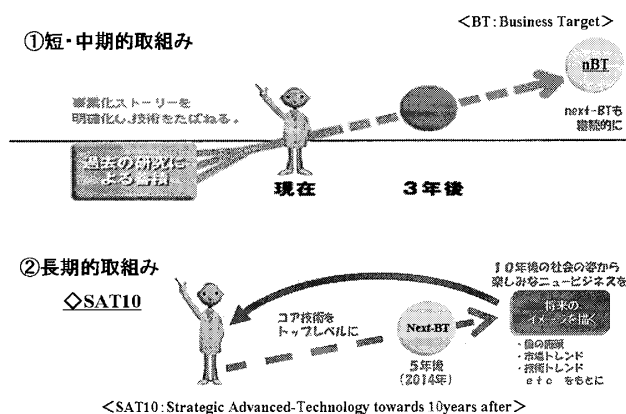 <BT:Business Target>
①短・中期的取組み
nBT
事業化ストーリーを
明確化し、技術をたばねる。
next-BTも
継続的に
過去の研究に
よる蓄積
現在
3年後
②長期的取組み
◇SAT10
10年後の社会の姿から
楽しみなニュービジネスを
コア技術を
トップレベルに
Next-BT
将来の
イメージを描く
5年後
(2014年)
・市場トレンド
・技術トレンド
etc をもとに
<SAT10:Strategic Advanced-Technology towards 10years after>